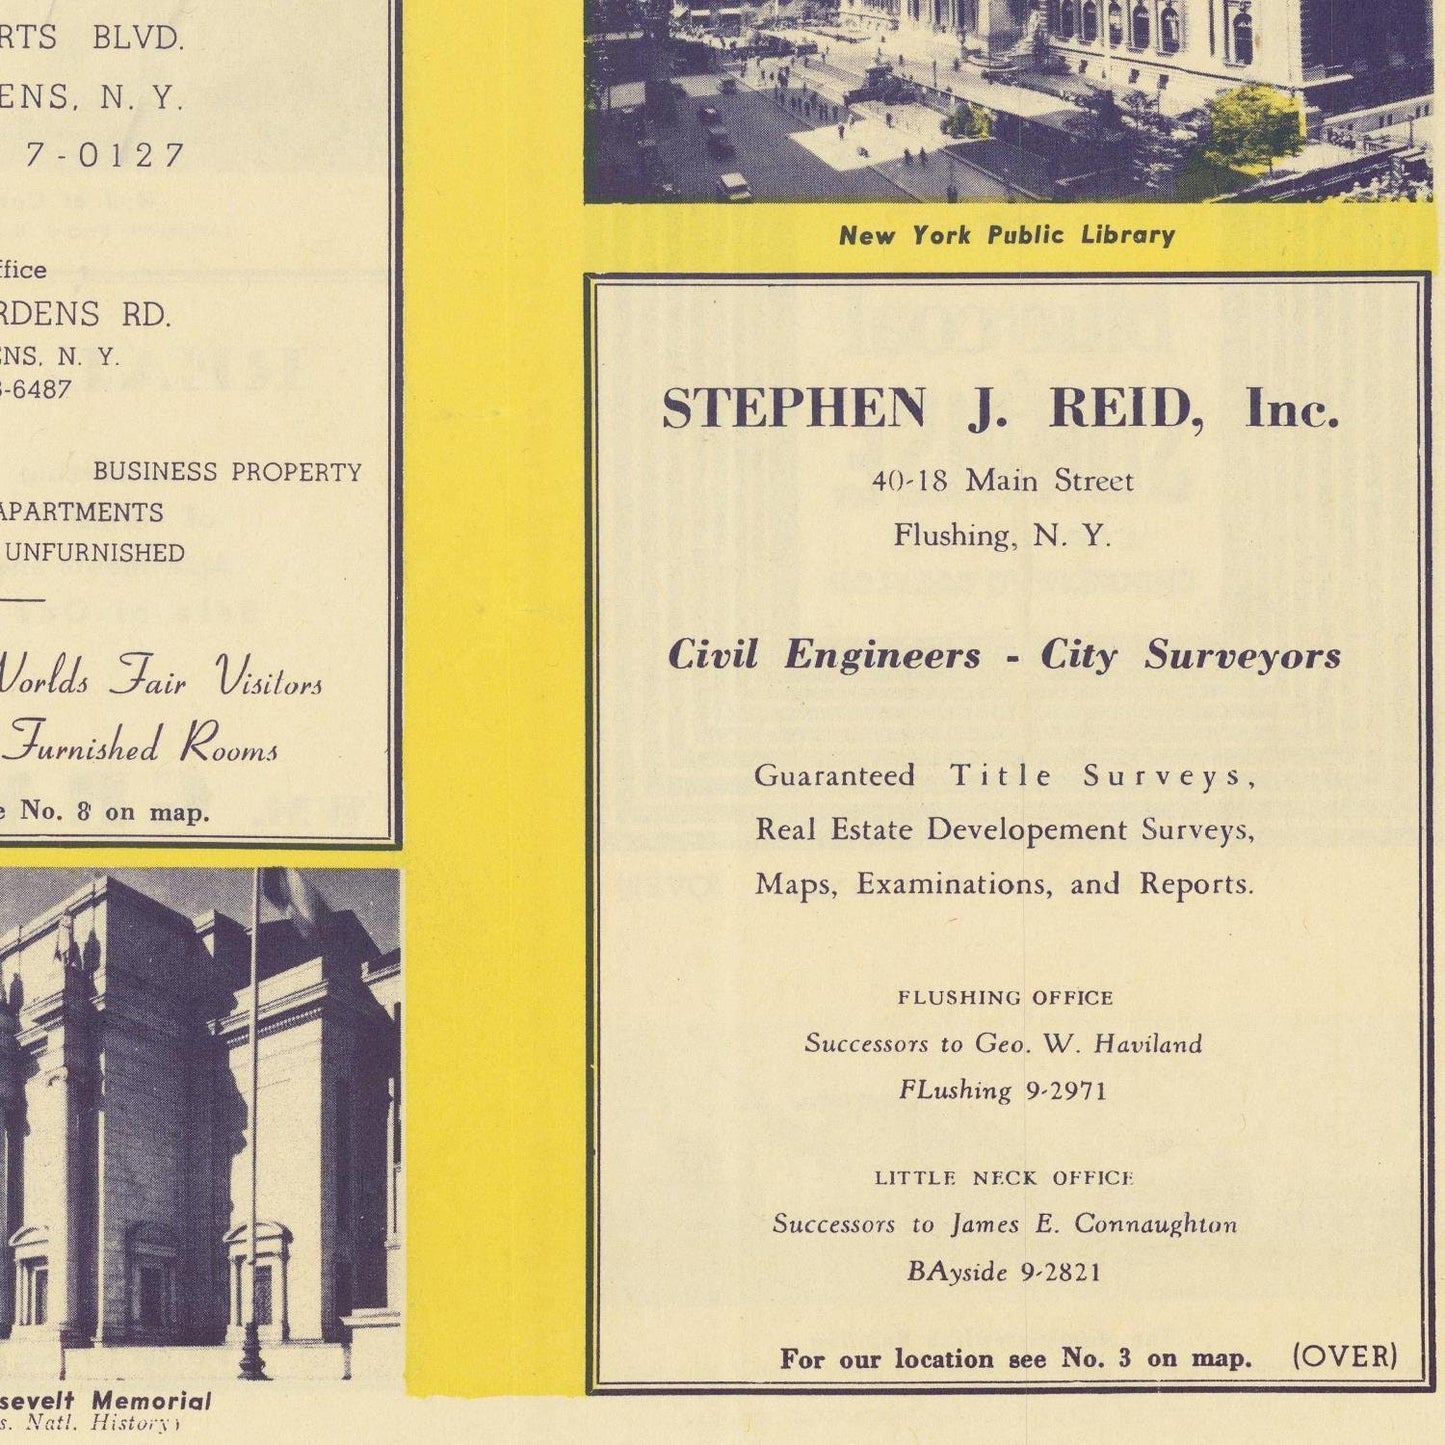 RTS BLVD.
ENS, N. Y.
7-0127
ffice
RDENS RD.
ENS, N. Y.
3-6487
BUSINESS PROPERTY
APARTMENTS
UNFURNISHED
Worlds Fair Visitors
Furnished Rooms
e No. 8 on map.
sevelt Memorial
s. Natl. History)
New York Public Library
STEPHEN J. REID, Inc.
40-18 Main Street
Flushing, N. Y.
Civil Engineers - City Surveyors
Guaranteed Title Surveys,
Real Estate Developement Surveys,
Maps, Examinations, and Reports.
FLUSHING OFFICE
Successors to Geo. W. Haviland
FLushing 9-2971
LITTLE NECK OFFICE
Successors to James E. Connaughton
BAyside 9-2821
For our location see No. 3 on map. (OVER)